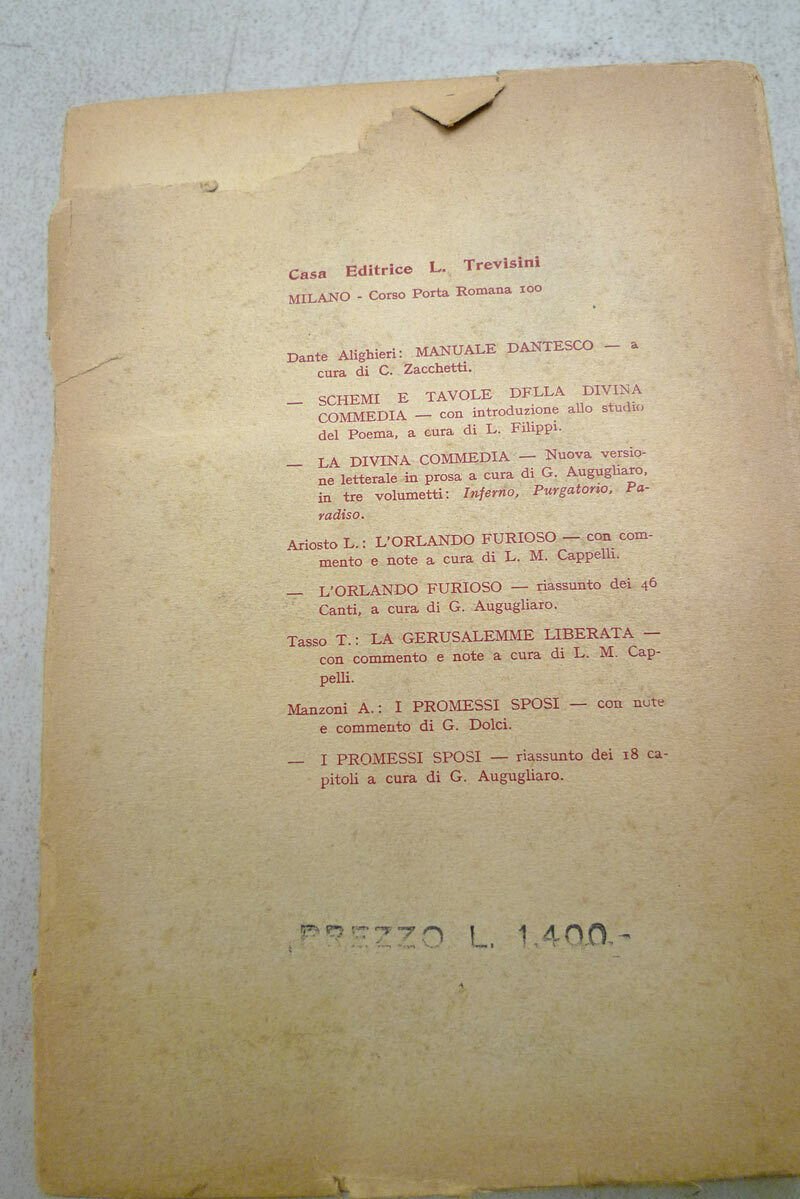 Casa Editrice L. Trevisini
MILANO - Corso Porta Romana 100
Dante Alighieri: MANUALE DANTESCO — a
cura di C. Zacchetti.
— SCHEMI E TAVOLE DFLLA DIVINA
COMMEDIA — con introduzione allo studio
del Poema, a cura di L. Filippi.
— LA DIVINA COMMEDIA — Nuova versio-
ne letterale in prosa a cura di G. Augugliaro,
in tre volumetti: Inferno, Purgatorio, Pa-
radiso.
Ariosto L.: L'ORLANDO FURIOSO — con com-
mento e note a cura di L. M. Cappelli.
— L'ORLANDO FURIOSO — riassunto dei 46
Canti, a cura di G. Augugliaro.
Tasso T.: LA GERUSALEMME LIBERATA —
con commento e note a cura di L. M. Cap-
pelli.
Manzoni A.: I PROMESSI SPOSI — con note
e commento di G. Dolci.
— I PROMESSI SPOSI — riassunto dei 18 ca-
pitoli a cura di G. Augugliaro.
PREZZO L. 1.400.-